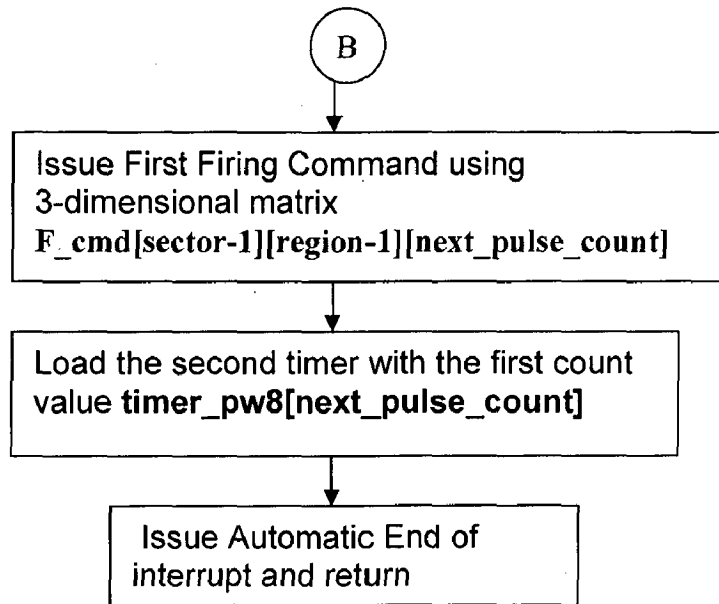 B
Issue First Firing Command using
3-dimensional matrix
F_cmd[sector-1][region-1][next_pulse_count]
Load the second timer with the first count
value timer_pw8[next_pulse_count]
Issue Automatic End of
interrupt and return